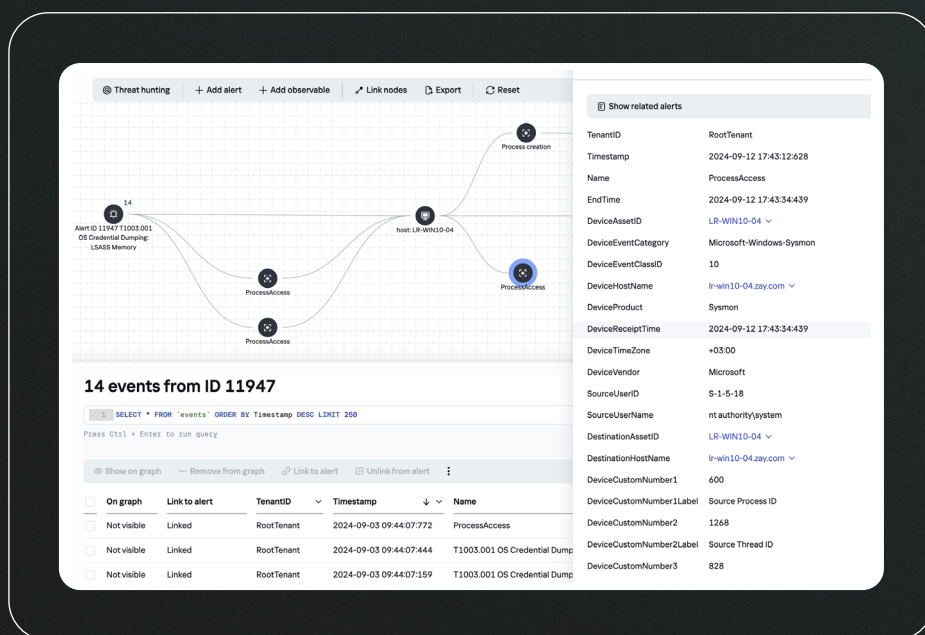 Threat hunting + Add alert + Add observable Link nodes Export Reset
Process creation
14
Alert ID 11947 T1003.001
OS Credential Dumping:
LSASS Memory
host: LR-WIN10-04
ProcessAccess
ProcessAccess
ProcessAccess
14 events from ID 11947
1 SELECT * FROM `events` ORDER BY Timestamp DESC LIMIT 250
Press Ctrl + Enter to run query
Show on graph — Remove from graph Link to alert Unlink from alert
On graph Link to alert TenantID Timestamp Name
Not visible Linked RootTenant 2024-09-03 09:44:07:772 ProcessAccess
Not visible Linked RootTenant 2024-09-03 09:44:07:444 T1003.001 OS Credential Dump
Not visible Linked RootTenant 2024-09-03 09:44:07:159 T1003.001 OS Credential Dump
Show related alerts
TenantID RootTenant
Timestamp 2024-09-12 17:43:12:628
Name ProcessAccess
EndTime 2024-09-12 17:43:34:439
DeviceAssetID LR-WIN10-04
DeviceEventCategory Microsoft-Windows-Sysmon
DeviceEventClassID 10
DeviceHostName lr-win10-04.zay.com
DeviceProduct Sysmon
DeviceReceiptTime 2024-09-12 17:43:34:439
DeviceTimeZone +03:00
DeviceVendor Microsoft
SourceUserID S-1-5-18
SourceUserName nt authority\system
DestinationAssetID LR-WIN10-04
DestinationHostName lr-win10-04.zay.com
DeviceCustomNumber1 600
DeviceCustomNumber1Label Source Process ID
DeviceCustomNumber2 1268
DeviceCustomNumber2Label Source Thread ID
DeviceCustomNumber3 828